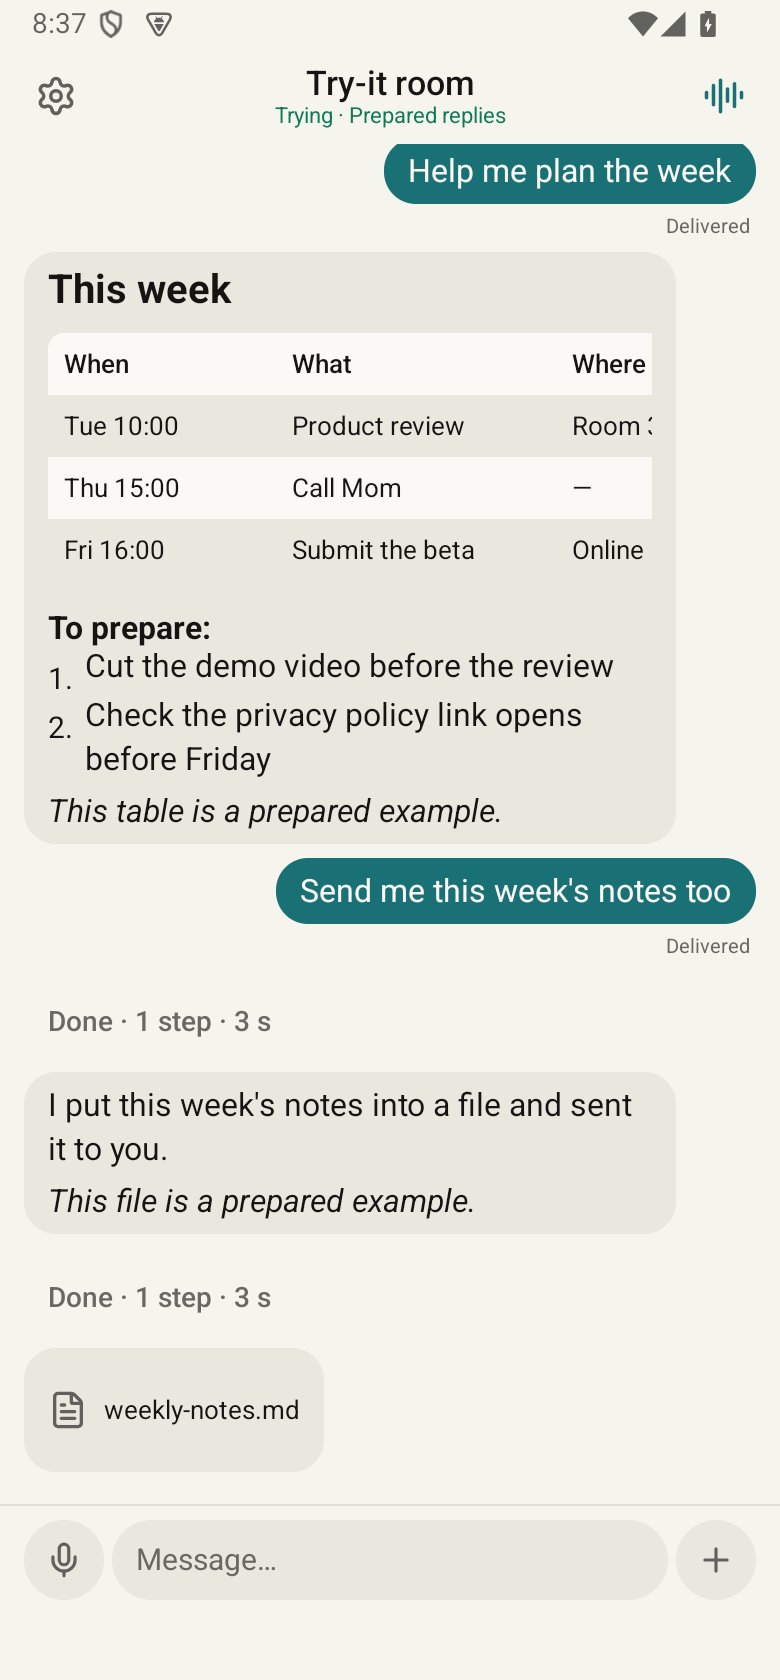 8:37
Try-it room
Trying · Prepared replies
Help me plan the week
Delivered
This week
When What Where
Tue 10:00 Product review Room
Thu 15:00 Call Mom —
Fri 16:00 Submit the beta Online
To prepare:
1. Cut the demo video before the review
2. Check the privacy policy link opens
before Friday
This table is a prepared example.
Send me this week's notes too
Delivered
Done · 1 step · 3 s
I put this week's notes into a file and sent
it to you.
This file is a prepared example.
Done · 1 step · 3 s
weekly-notes.md
Message…